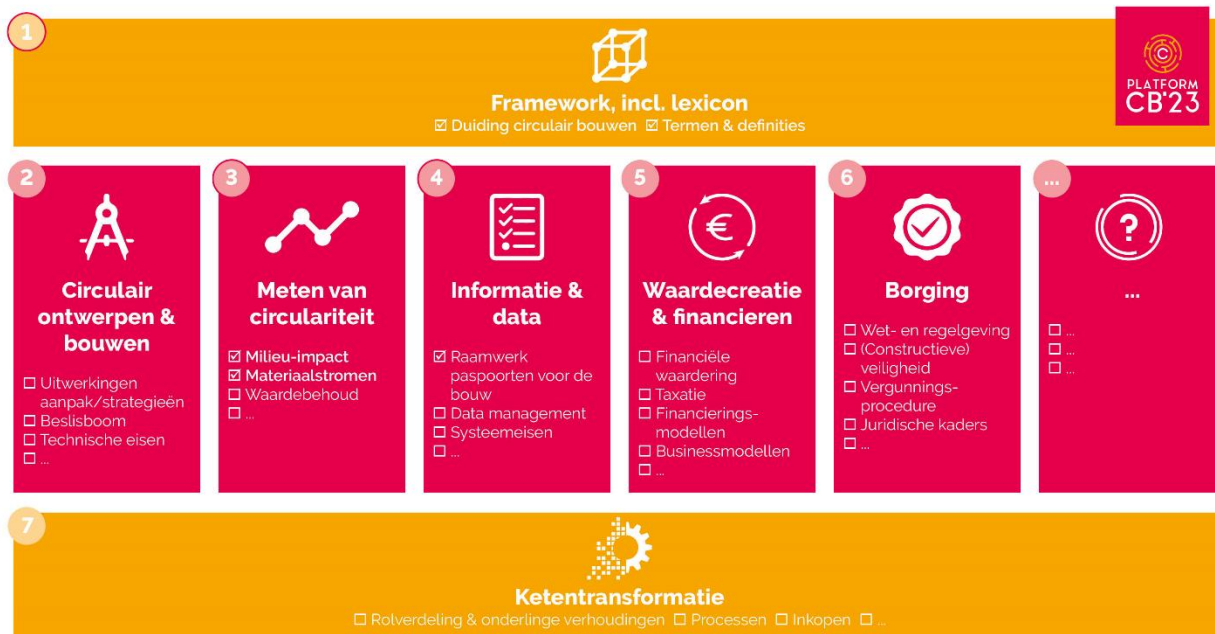 1
Framework, incl. lexicon
☑ Duiding circulair bouwen ☑ Termen & definities
C
PLATFORM
CB'23
2
Circulair
ontwerpen &
bouwen
☐ Uitwerkingen
aanpak/strategieën
☐ Beslisboom
☐ Technische eisen
☐ ...
3
Meten van
circulariteit
☑ Milieu-impact
☑ Materiaalstromen
☐ Waardebehoud
☐ ...
4
Informatie &
data
☑ Raamwerk
paspoorten voor de
bouw
☐ Data management
☐ Systeemeisen
☐ ...
5
€
Waardecreatie
& financieren
☐ Financiële
waardering
☐ Taxatie
☐ Financierings-
modellen
☐ Businessmodellen
☐ ...
6
Borging
☐ Wet- en regelgeving
☐ (Constructieve)
veiligheid
☐ Vergunnings-
procedure
☐ Juridische kaders
☐ ...
...
?
...
☐ ...
☐ ...
☐ ...
7
Ketentransformatie
☐ Rolverdeling & onderlinge verhoudingen ☐ Processen ☐ Inkopen ☐ ...